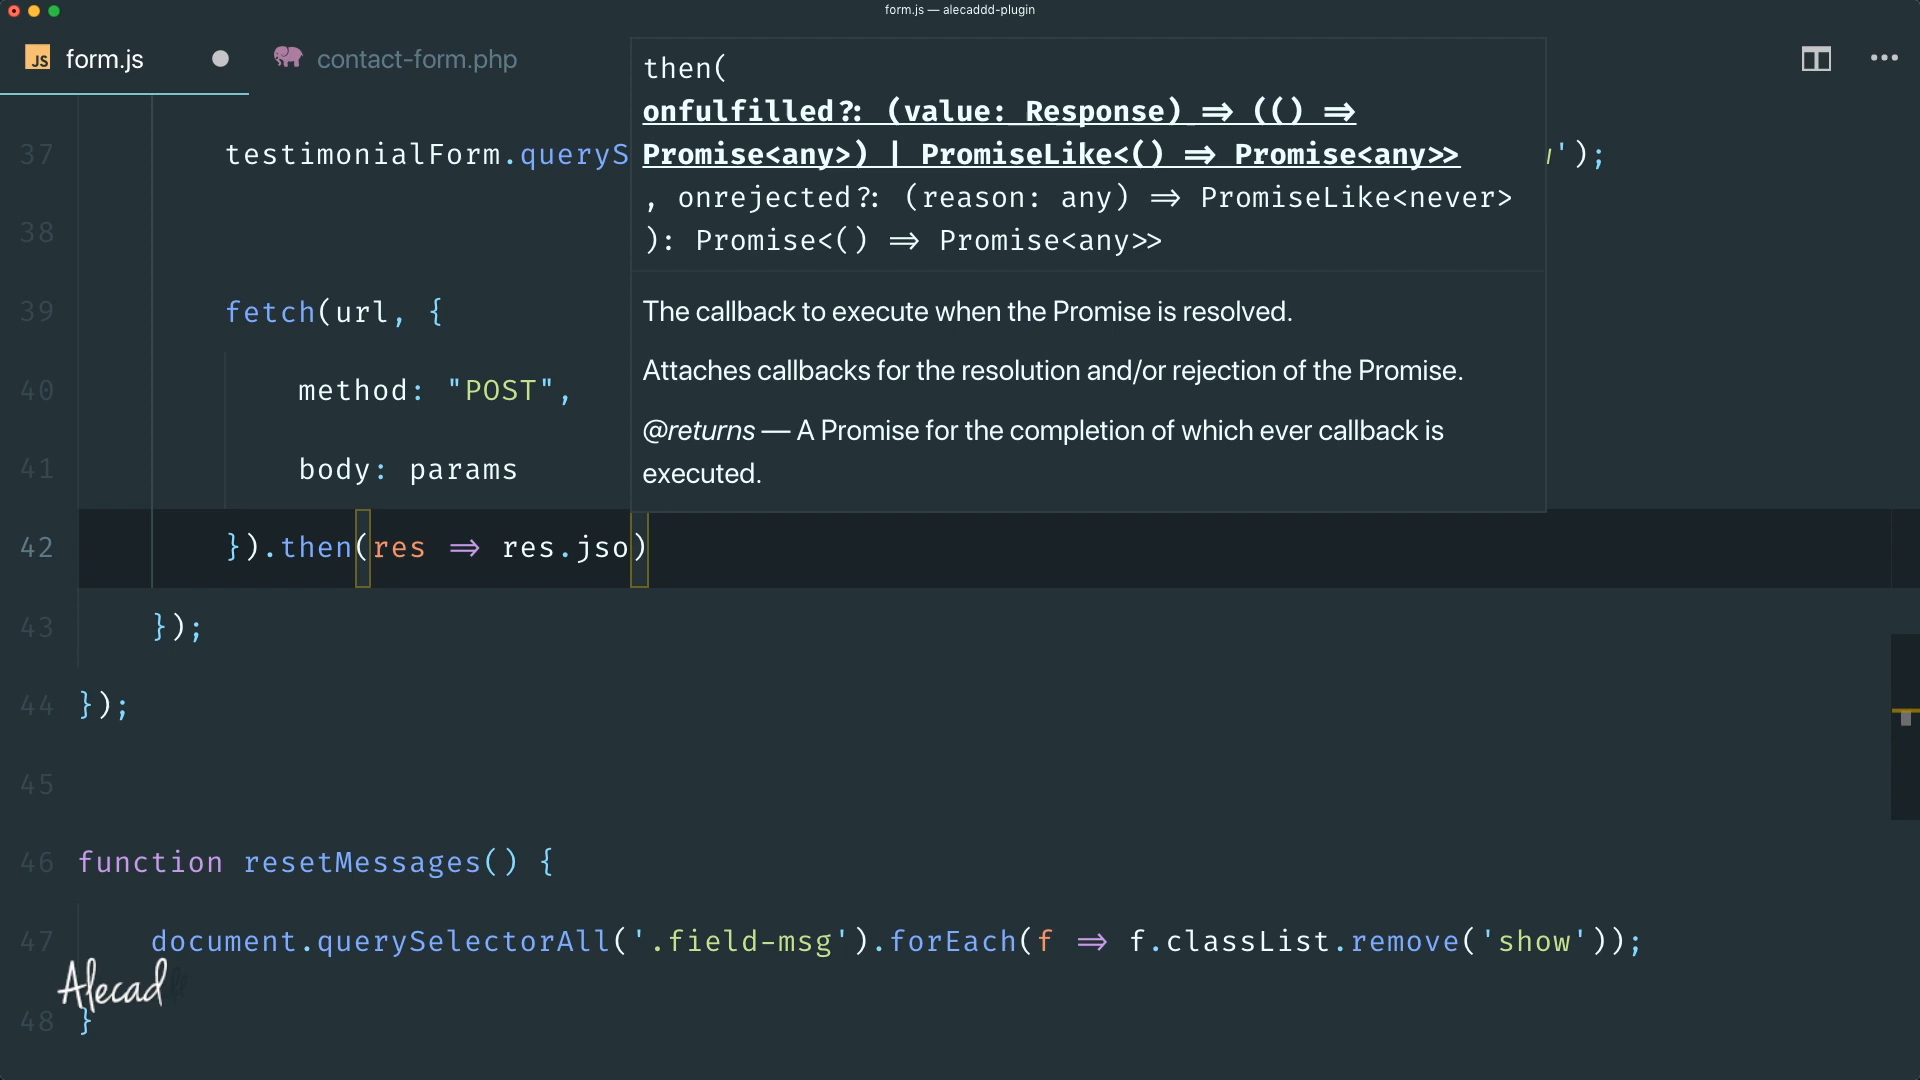 form.js — alecaddd-plugin
JS form.js
contact-form.php
then(
onfulfilled?: (value: Response) => (() =>
Promise<any>) | PromiseLike<() => Promise<any>>
, onrejected?: (reason: any) => PromiseLike<never>
): Promise<() => Promise<any>>
The callback to execute when the Promise is resolved.
Attaches callbacks for the resolution and/or rejection of the Promise.
@returns — A Promise for the completion of which ever callback is
executed.
37 testimonialForm.queryS ');
38
39 fetch(url, {
40 method: "POST",
41 body: params
42 }).then(res => res.jso)
43 });
44 });
45
46 function resetMessages() {
47 document.querySelectorAll('.field-msg').forEach(f => f.classList.remove('show'));
Alecad
48 }